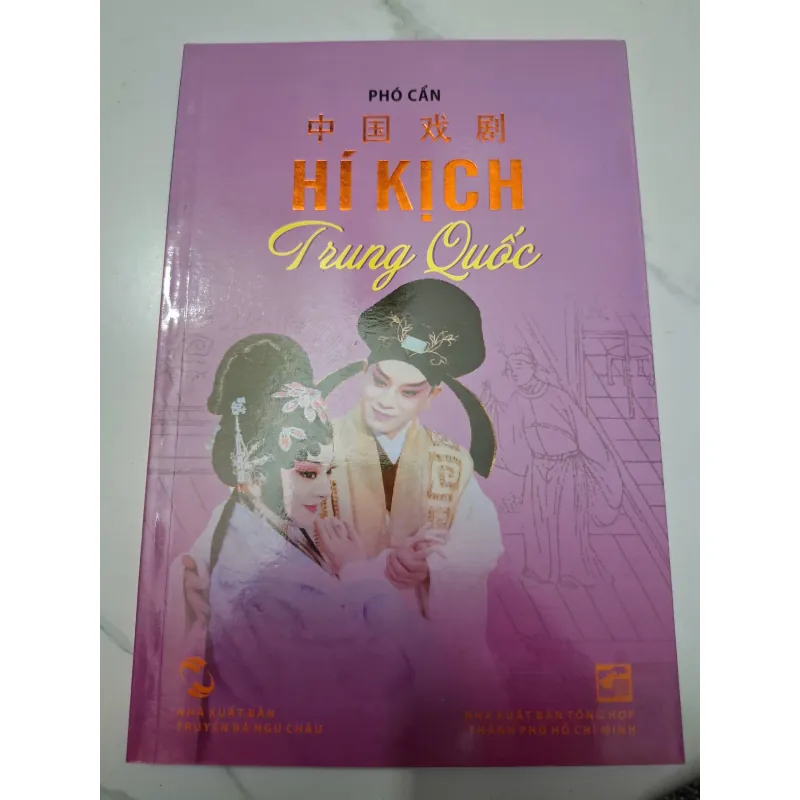 PHÓ CẨN
中国戏剧
HÍ KỊCH
Trung Quốc
NHÀ XUẤT BẢN
TRUYỀN BÁ NGŨ CHÂU
NHÀ XUẤT BẢN TỔNG HỢP
THÀNH PHỐ HỒ CHÍ MINH